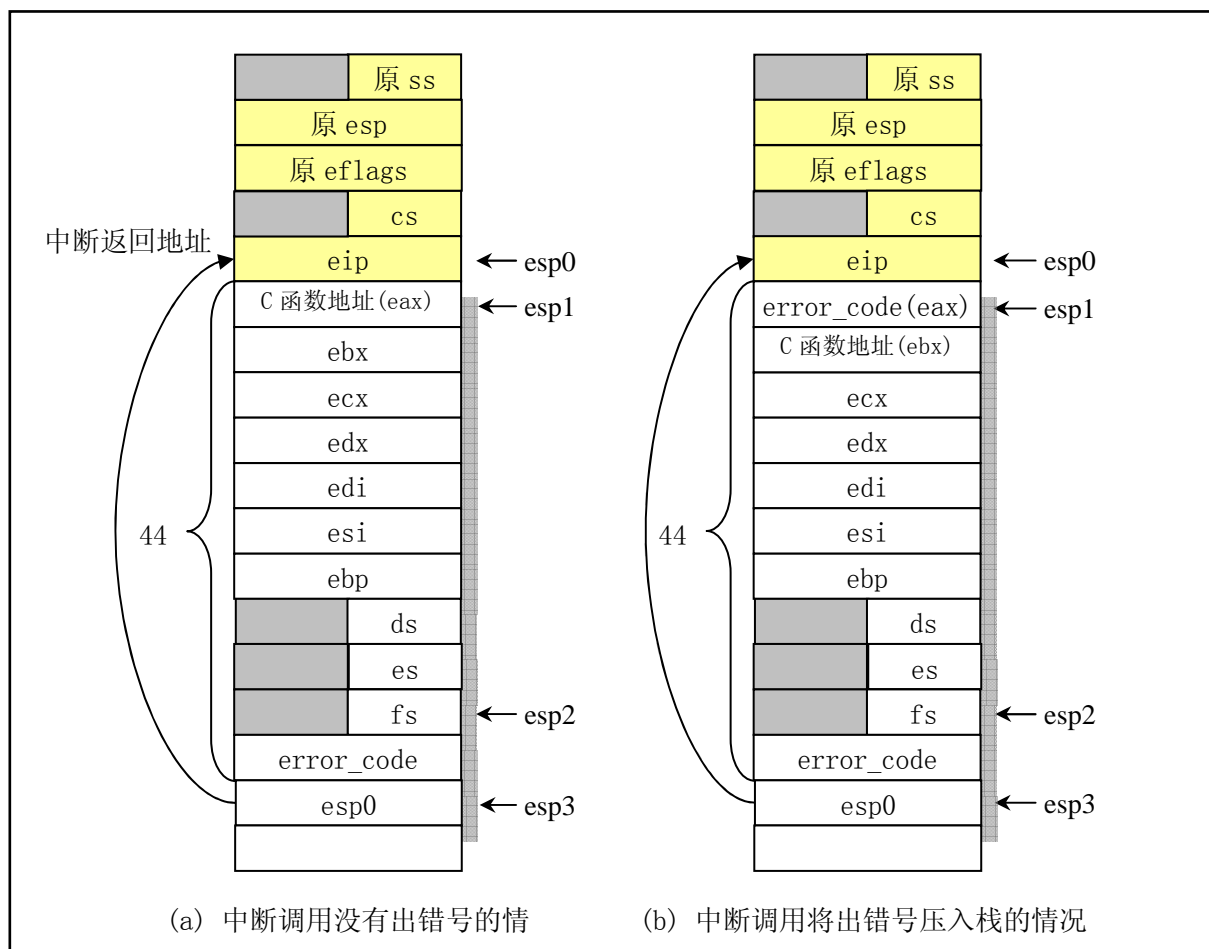 原 ss
原 esp
原 eflags
cs
中断返回地址
eip
esp0
C 函数地址(eax)
esp1
ebx
ecx
edx
edi
esi
44
ebp
ds
es
fs
esp2
error_code
esp0
esp3
(a) 中断调用没有出错号的情
原 ss
原 esp
原 eflags
cs
eip
esp0
error_code(eax)
esp1
C 函数地址(ebx)
ecx
edx
edi
esi
44
ebp
ds
es
fs
esp2
error_code
esp0
esp3
(b) 中断调用将出错号压入栈的情况